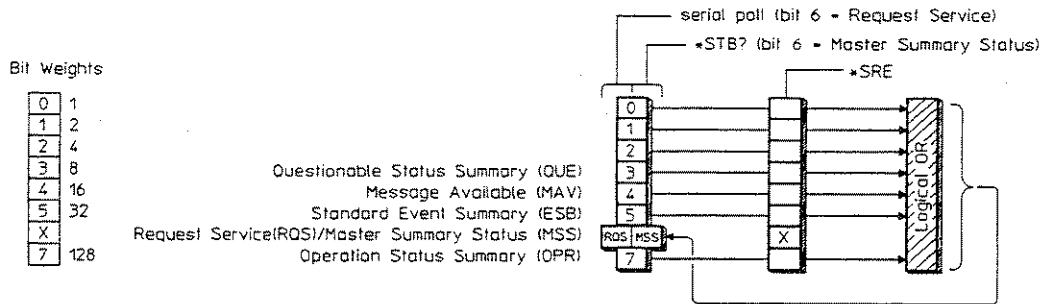 serial poll (bit 6 - Request Service)
*STB? (bit 6 - Master Summary Status)
*SRE
Bit Weights
0 1
1 2
2 4
3 8
4 16
5 32
X
7 128
Questionable Status Summary (QUE)
Message Available (MAV)
Standard Event Summary (ESB)
Request Service(RQS)/Master Summary Status (MSS)
Operation Status Summary (OPR)
0
1
2
3
4
5
RQS MSS
7
X
Logical OR